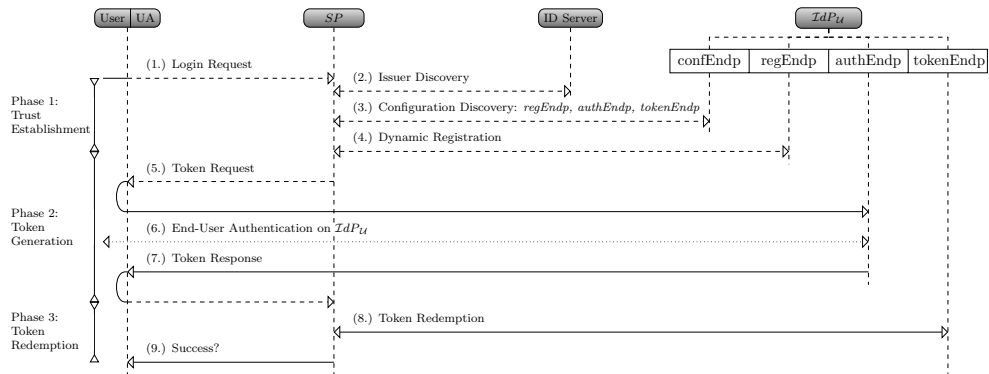 User UA SP ID Server IdP_U
confEndp regEndp authEndp tokenEndp
(1.) Login Request
(2.) Issuer Discovery
Phase 1:
Trust
Establishment
(3.) Configuration Discovery: regEndp, authEndp, tokenEndp
(4.) Dynamic Registration
(5.) Token Request
Phase 2:
Token
Generation
(6.) End-User Authentication on IdP_U
(7.) Token Response
Phase 3:
Token
Redemption
(8.) Token Redemption
(9.) Success?